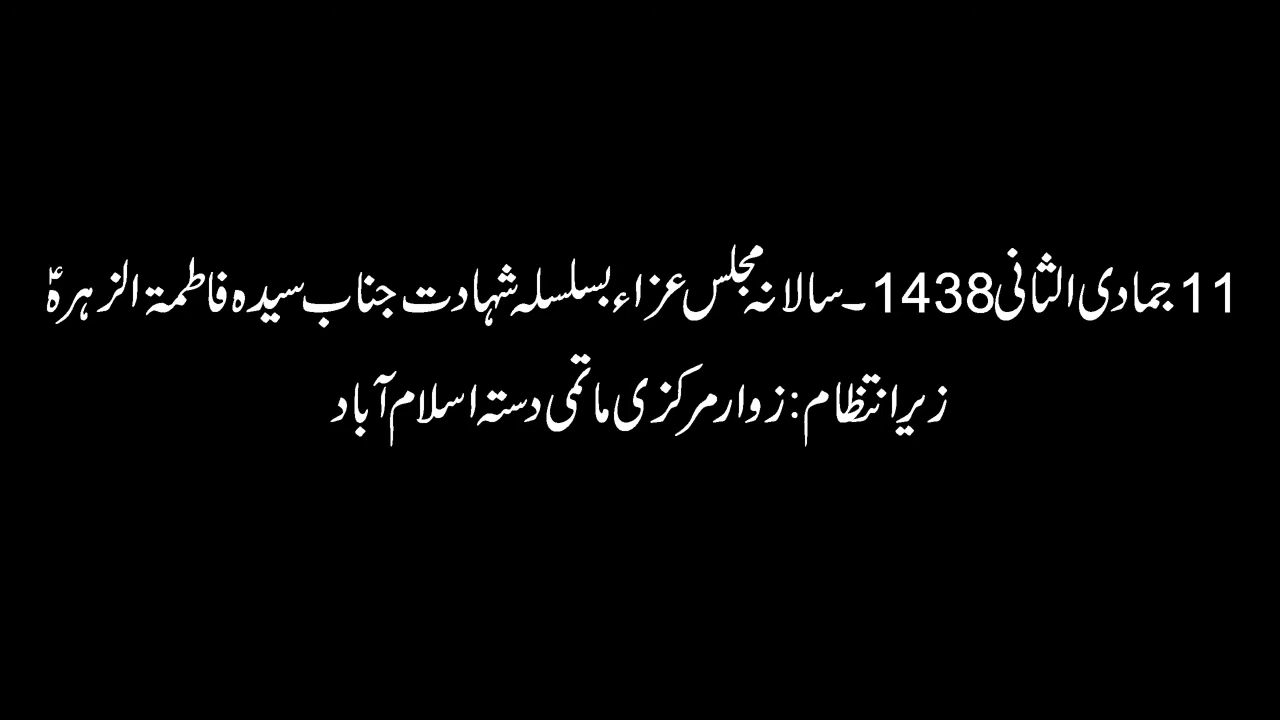 11 جمادی الثانی 1438 ۔ سالانہ مجلس عزاء بسلسلہ شہادت جناب سیدہ فاطمۃ الزہرہؑ
زیر انتظام : زوار مرکزی ماتمی دستہ اسلام آباد